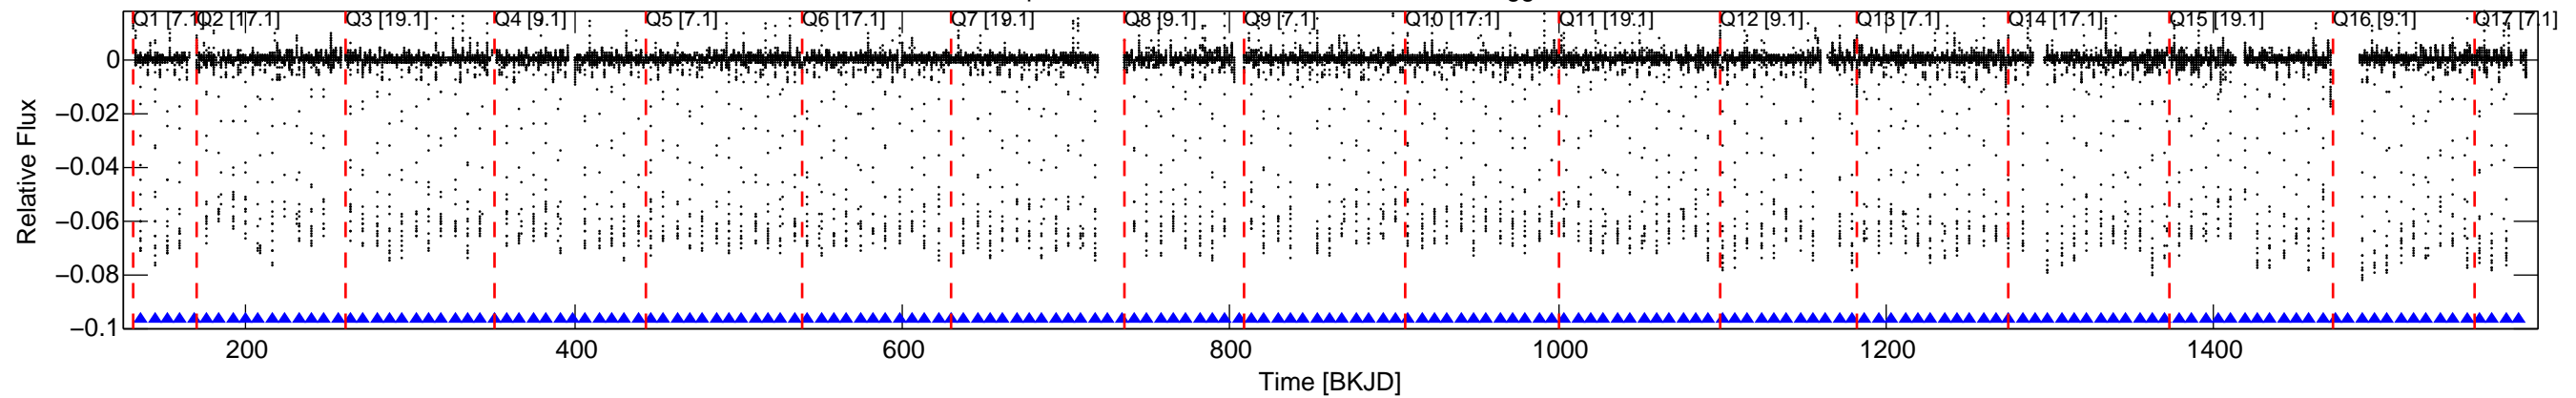 Q1 [7.1] Q2 [17.1] Q3 [19.1] Q4 [9.1] Q5 [7.1] Q6 [17.1] Q7 [19.1] Q8 [9.1] Q9 [7.1] Q10 [17.1] Q11 [19.1] Q12 [9.1] Q13 [7.1] Q14 [17.1] Q15 [19.1] Q16 [9.1] Q17 [7.1]
0
−0.02
−0.04
−0.06
−0.08
−0.1
Relative Flux
200 400 600 800 1000 1200 1400
Time [BKJD]